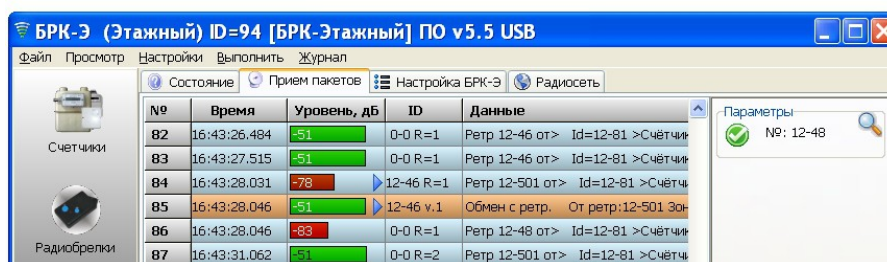 БРК-Э (Этажный) ID=94 [БРК-Этажный] ПО v5.5 USB
Файл Просмотр Настройки Выполнить Журнал
Состояние Прием пакетов Настройка БРК-Э Радиосеть
№ Время Уровень, дБ ID Данные
82 16:43:26.484 -51 0-0 R=1 Ретр 12-46 от> Id=12-81 >Счётчик
83 16:43:27.515 -51 0-0 R=1 Ретр 12-46 от> Id=12-81 >Счётчик
84 16:43:28.031 -78 12-46 R=1 Ретр 12-501 от> Id=12-81 >Счётчи
85 16:43:28.046 -51 12-46 v.1 Обмен с ретр. От ретр:12-501 Зон
86 16:43:28.046 -83 0-0 R=1 Ретр 12-48 от> Id=12-81 >Счётчик
87 16:43:31.062 -51 0-0 R=2 Ретр 12-501 от> Id=12-81 >Счётчи
Счетчики
Радиобрелки
Параметры
№: 12-48